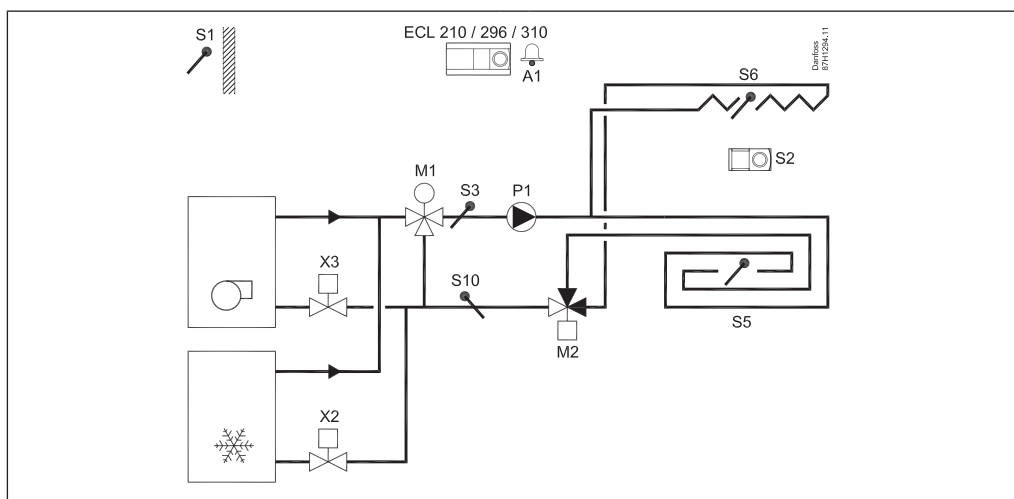 S1
ECL 210 / 296 / 310
A1
Danfoss
87H1294.11
S6
S2
M1
S3
P1
X3
S10
S5
M2
X2